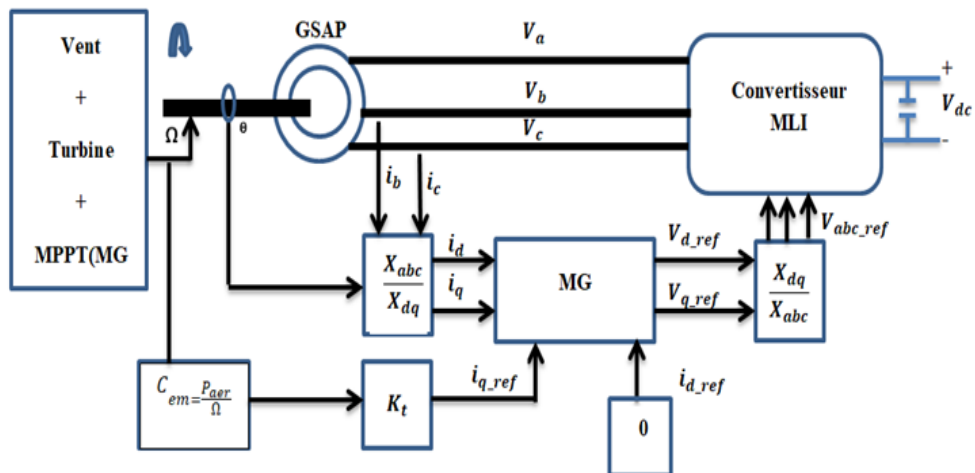 Vent
+
Turbine
+
MPPT(MG
GSAP
Ω
θ
V_a
V_b
V_c
i_b
i_c
Convertisseur
MLI
+
V_dc
-
X_abc
X_dq
i_d
i_q
MG
V_d_ref
V_q_ref
X_dq
X_abc
V_abc_ref
C_em=P_aer/Ω
K_t
i_q_ref
0
i_d_ref